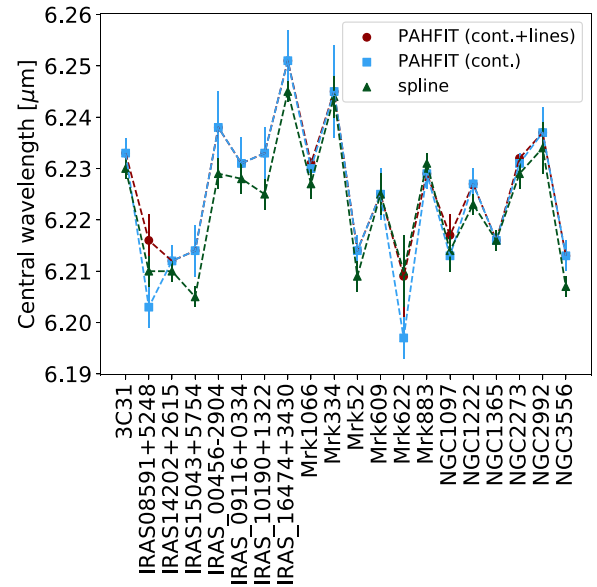 6.26
6.25
6.24
6.23
6.22
6.21
6.20
6.19
Central wavelength [μm]
PAHFIT (cont.+lines)
PAHFIT (cont.)
spline
3C31
IRAS08591+5248
IRAS14202+2615
IRAS15043+5754
IRAS_00456-2904
IRAS_09116+0334
IRAS_10190+1322
IRAS_16474+3430
Mrk1066
Mrk334
Mrk52
Mrk609
Mrk622
Mrk883
NGC1097
NGC1222
NGC1365
NGC2273
NGC2992
NGC3556